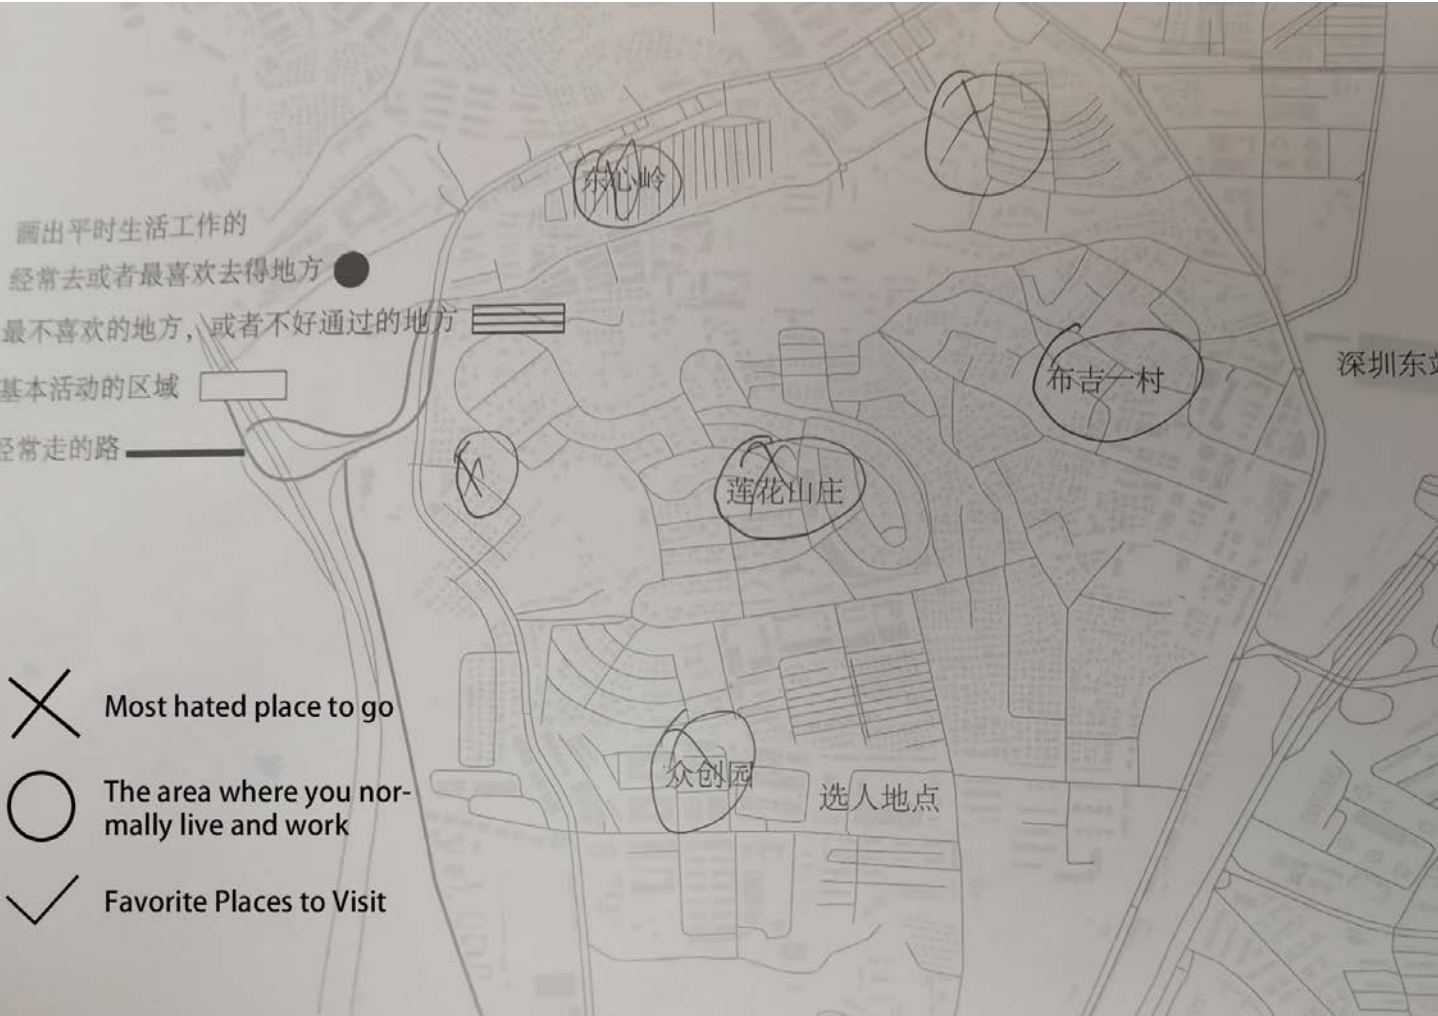 画出平时生活工作的
经常去或者最喜欢去得地方
最不喜欢的地方，或者不好通过的地方
基本活动的区域
经常走的路
东心岭
布吉一村
深圳东站
莲花山庄
众创园
选人地点
Most hated place to go
The area where you nor-
mally live and work
Favorite Places to Visit